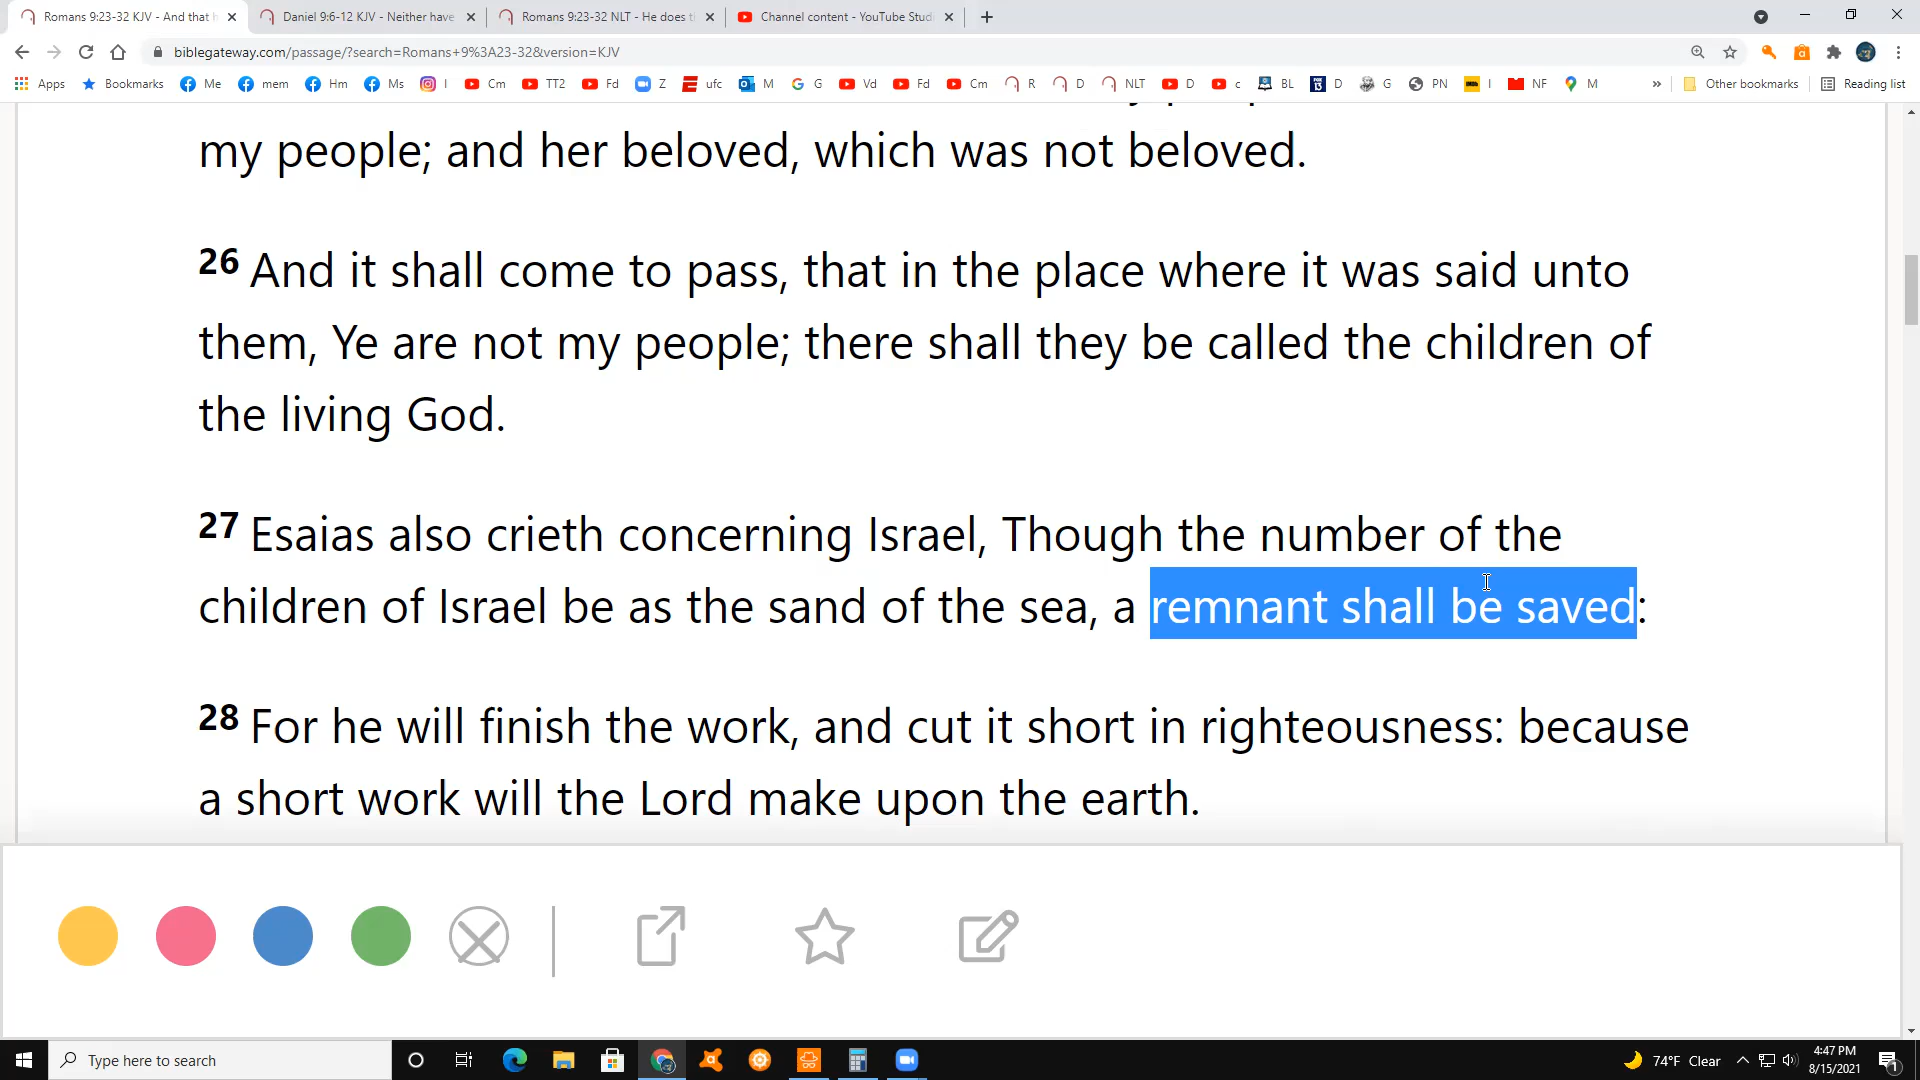 Romans 9:23-32 KJV - And that h
Daniel 9:6-12 KJV - Neither have
Romans 9:23-32 NLT - He does t
Channel content - YouTube Studi
biblegateway.com/passage/?search=Romans+9%3A23-32&version=KJV
Apps Bookmarks Me mem Hm Ms I Cm TT2 Fd Z ufc M G Vd Fd Cm R D NLT D c BL D G PN I NF M » Other bookmarks Reading list
my people; and her beloved, which was not beloved.
26 And it shall come to pass, that in the place where it was said unto
them, Ye are not my people; there shall they be called the children of
the living God.
27 Esaias also crieth concerning Israel, Though the number of the
children of Israel be as the sand of the sea, a remnant shall be saved:
28 For he will finish the work, and cut it short in righteousness: because
a short work will the Lord make upon the earth.
Type here to search
74°F Clear
4:47 PM
8/15/2021
1